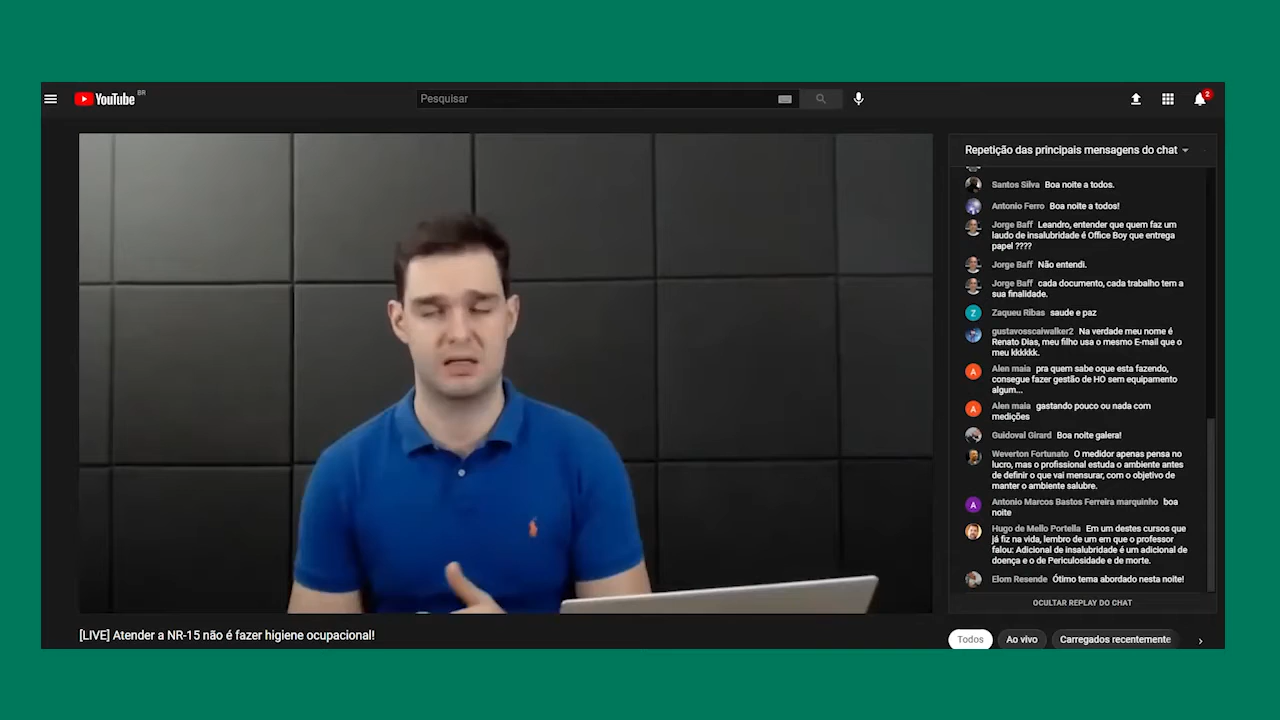 YouTube BR
Pesquisar
2
Repetição das principais mensagens do chat
Santos Silva Boa noite a todos.
Antonio Ferro Boa noite a todos!
Jorge Baff Leandro, entender que quem faz um
laudo de insalubridade é Office Boy que entrega
papel ????
Jorge Baff Não entendi.
Jorge Baff cada documento, cada trabalho tem a
sua finalidade.
Z
Zaqueu Ribas saude e paz
gustavosscaiwalker2 Na verdade meu nome é
Renato Dias, meu filho usa o mesmo E-mail que o
meu kkkkkk.
A
Alen maia pra quem sabe oque esta fazendo,
consegue fazer gestão de HO sem equipamento
algum...
A
Alen maia gastando pouco ou nada com
medições
Guidoval Girard Boa noite galera!
Weverton Fortunato O medidor apenas pensa no
lucro, mas o profissional estuda o ambiente antes
de definir o que vai mensurar, com o objetivo de
manter o ambiente salubre.
A
Antonio Marcos Bastos Ferreira marquinho boa
noite
Hugo de Mello Portella Em um destes cursos que
já fiz na vida, lembro de um em que o professor
falou: Adicional de insalubridade é um adicional de
doença e o de Periculosidade e de morte.
Elom Resende Ótimo tema abordado nesta noite!
OCULTAR REPLAY DO CHAT
[LIVE] Atender a NR-15 não é fazer higiene ocupacional!
Todos Ao vivo Carregados recentemente